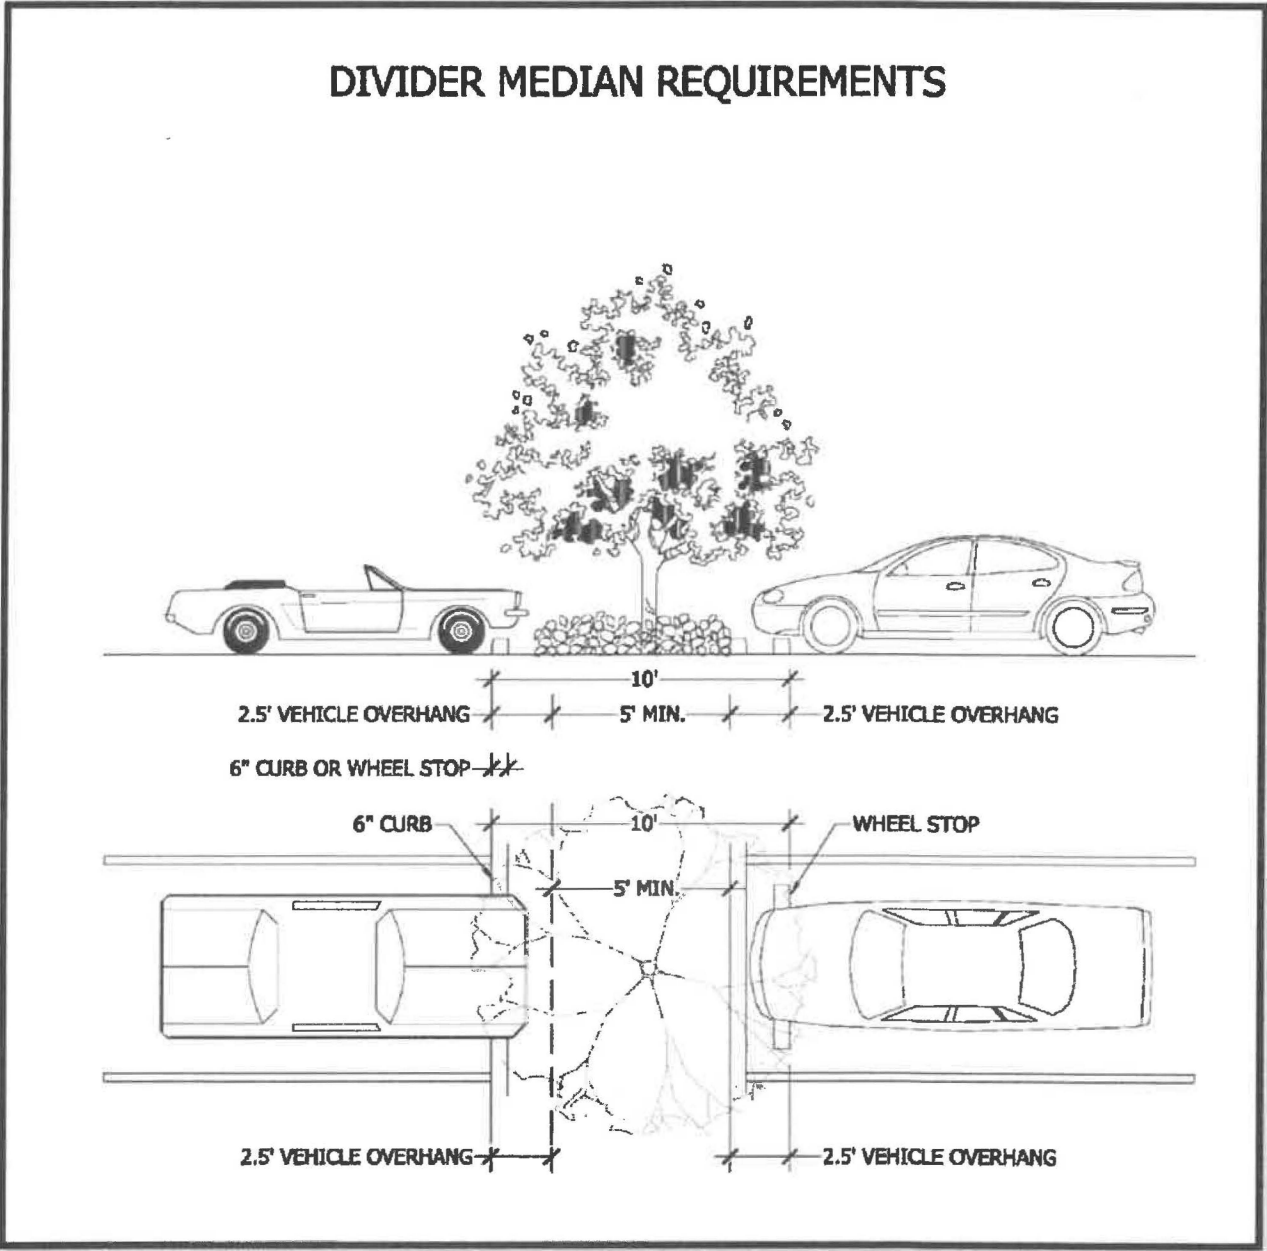 DIVIDER MEDIAN REQUIREMENTS
10'
2.5' VEHICLE OVERHANG
5' MIN.
2.5' VEHICLE OVERHANG
6" CURB OR WHEEL STOP
6" CURB
10'
WHEEL STOP
5' MIN.
2.5' VEHICLE OVERHANG
2.5' VEHICLE OVERHANG